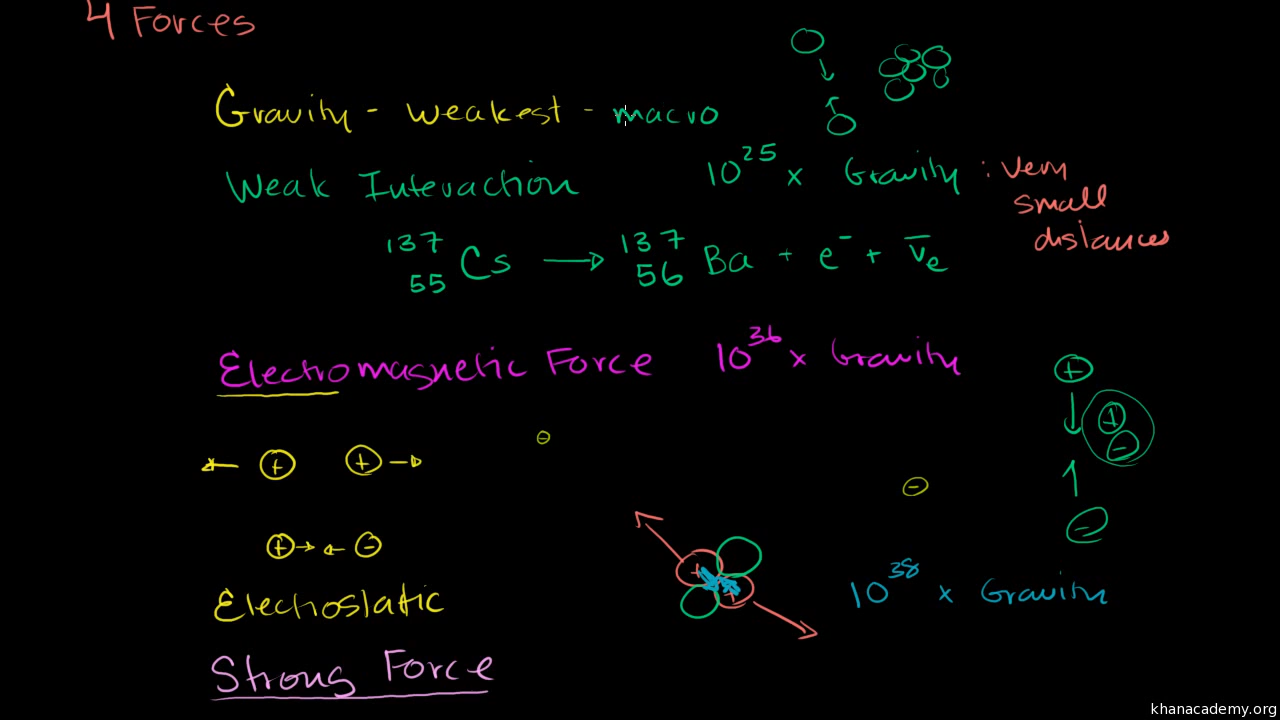 4 Forces
Gravity - weakest - macro
Weak Interaction 10^25 x Gravity : very
small
distances
137 55 Cs → 137 56 Ba + e⁻ + ν̅e
Electromagnetic Force 10^36 x Gravity
+
+ -
← + + →
-
-
-
+ → ← -
+
+
10^38 x Gravity
Electrostatic
Strong Force
khanacademy.org